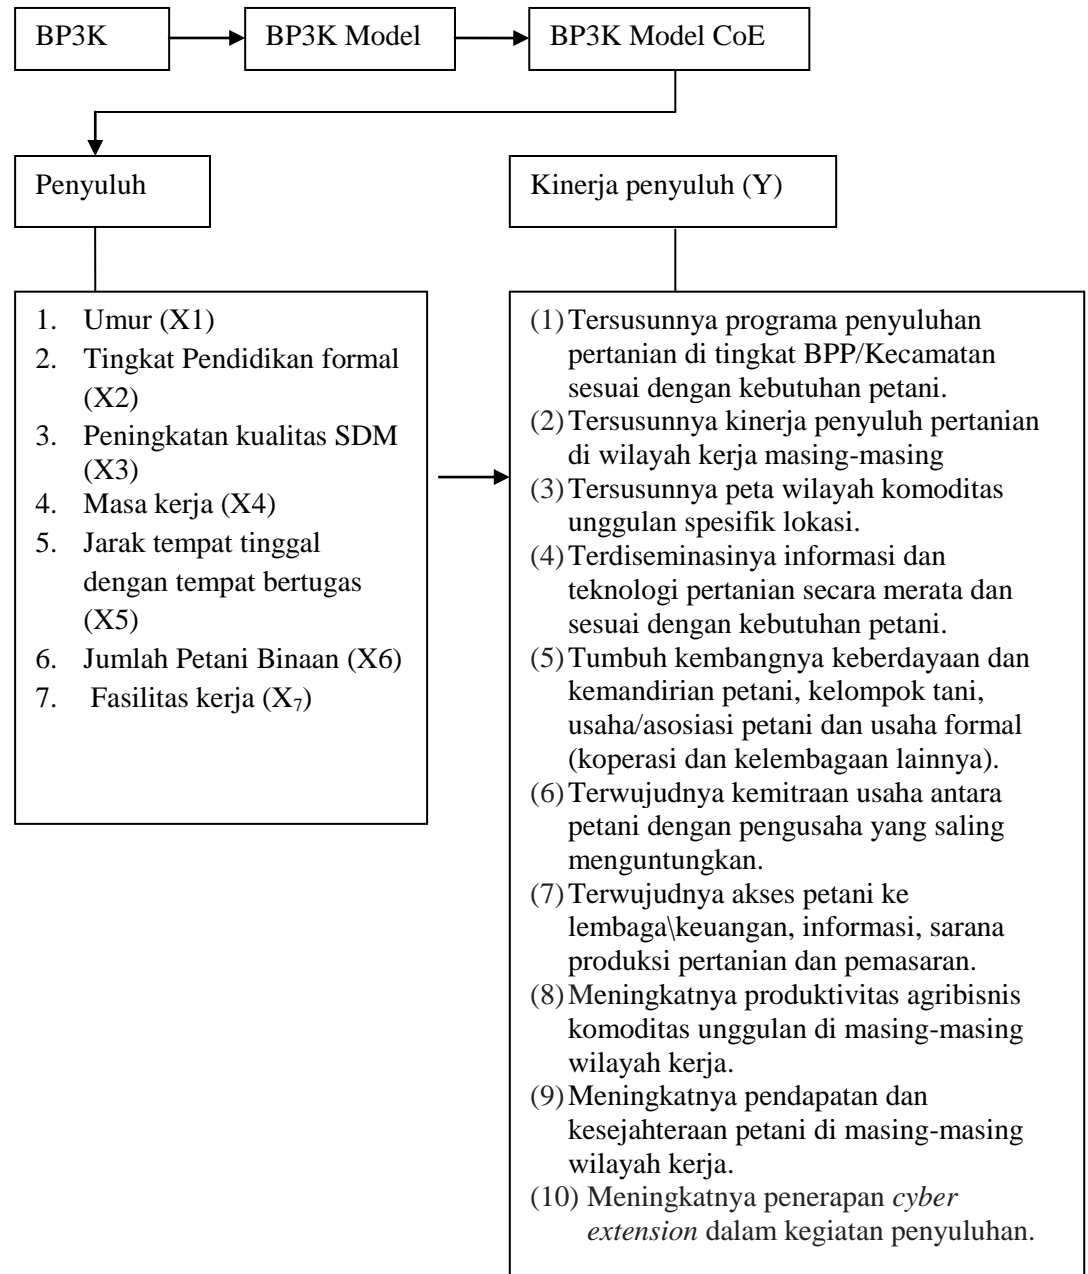 BP3K
BP3K Model
BP3K Model CoE
Penyuluh
Kinerja penyuluh (Y)
1. Umur (X1)
2. Tingkat Pendidikan formal
(X2)
3. Peningkatan kualitas SDM
(X3)
4. Masa kerja (X4)
5. Jarak tempat tinggal
dengan tempat bertugas
(X5)
6. Jumlah Petani Binaan (X6)
7. Fasilitas kerja (X₇)
(1) Tersusunnya programa penyuluhan
pertanian di tingkat BPP/Kecamatan
sesuai dengan kebutuhan petani.
(2) Tersusunnya kinerja penyuluh pertanian
di wilayah kerja masing-masing
(3) Tersusunnya peta wilayah komoditas
unggulan spesifik lokasi.
(4) Terdiseminasinya informasi dan
teknologi pertanian secara merata dan
sesuai dengan kebutuhan petani.
(5) Tumbuh kembangnya keberdayaan dan
kemandirian petani, kelompok tani,
usaha/asosiasi petani dan usaha formal
(koperasi dan kelembagaan lainnya).
(6) Terwujudnya kemitraan usaha antara
petani dengan pengusaha yang saling
menguntungkan.
(7) Terwujudnya akses petani ke
lembaga\keuangan, informasi, sarana
produksi pertanian dan pemasaran.
(8) Meningkatnya produktivitas agribisnis
komoditas unggulan di masing-masing
wilayah kerja.
(9) Meningkatnya pendapatan dan
kesejahteraan petani di masing-masing
wilayah kerja.
(10) Meningkatnya penerapan cyber
extension dalam kegiatan penyuluhan.